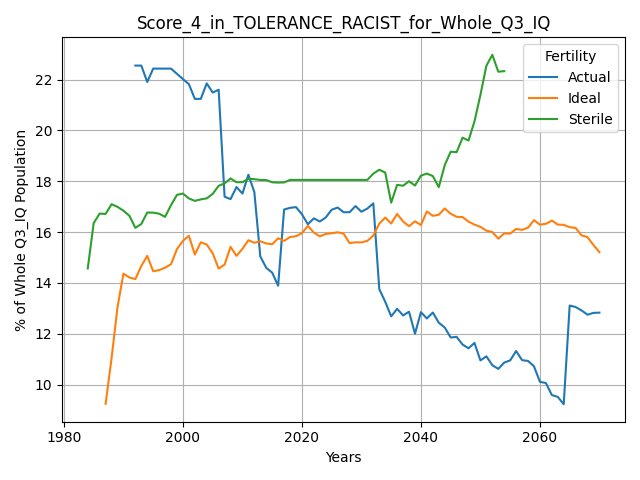 Score_4_in_TOLERANCE_RACIST_for_Whole_Q3_IQ
% of Whole Q3_IQ Population
22
20
18
16
14
12
10
Fertility
Actual
Ideal
Sterile
1980 2000 2020 2040 2060
Years